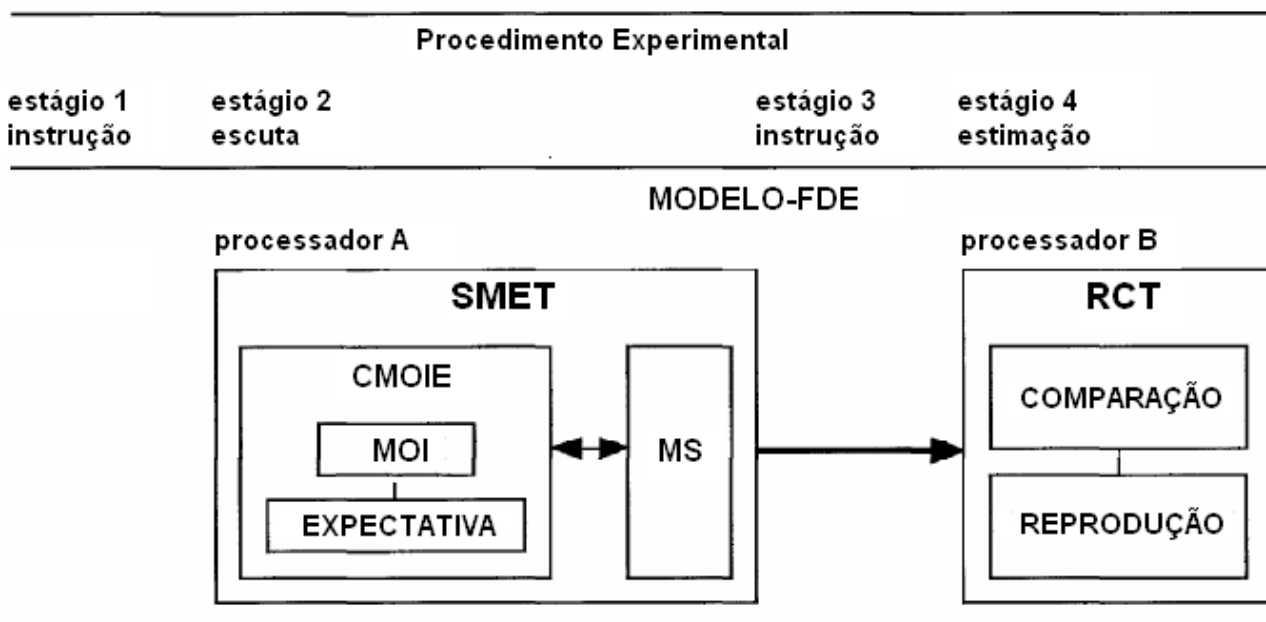 Procedimento Experimental
estágio 1 estágio 2 estágio 3 estágio 4
instrução escuta instrução estimação
MODELO-FDE
processador A processador B
SMET RCT
CMOIE
MOI
EXPECTATIVA
MS
COMPARAÇÃO
REPRODUÇÃO